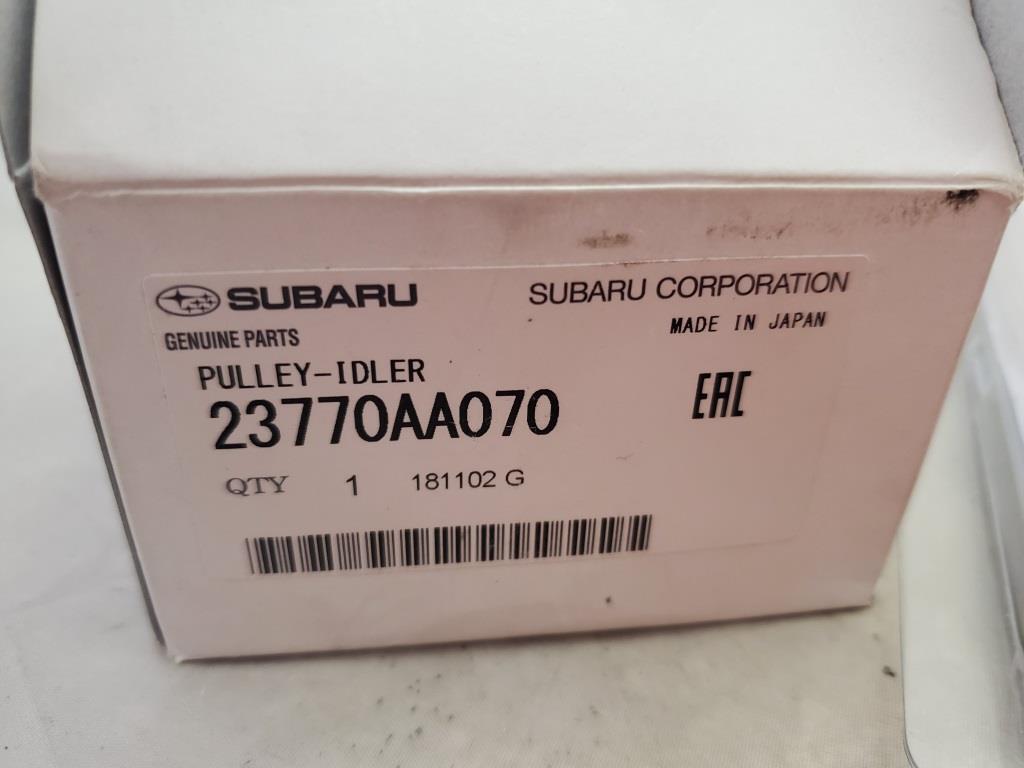 SUBARU SUBARU CORPORATION
GENUINE PARTS MADE IN JAPAN
PULLEY-IDLER
23770AA070 EAC
QTY 1 181102 G